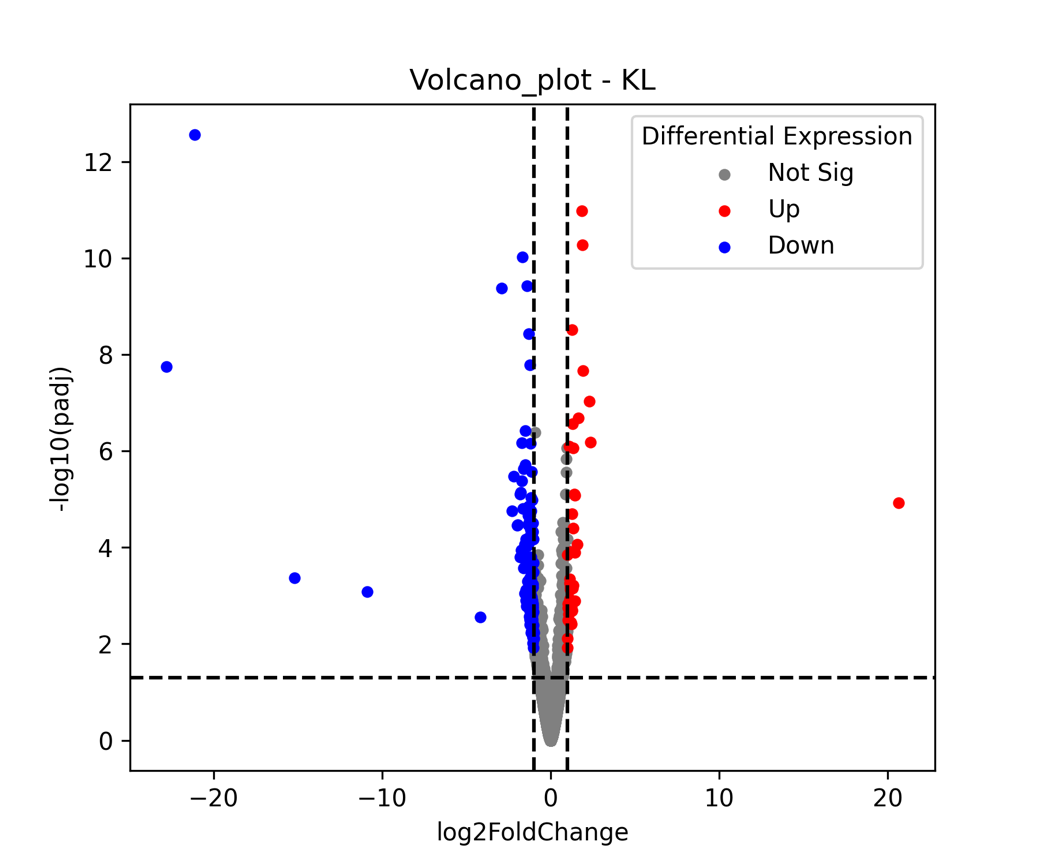 Volcano_plot - KL
Differential Expression
Not Sig
Up
Down
12
10
8
6
4
2
0
-log10(padj)
−20
−10
0
10
20
log2FoldChange